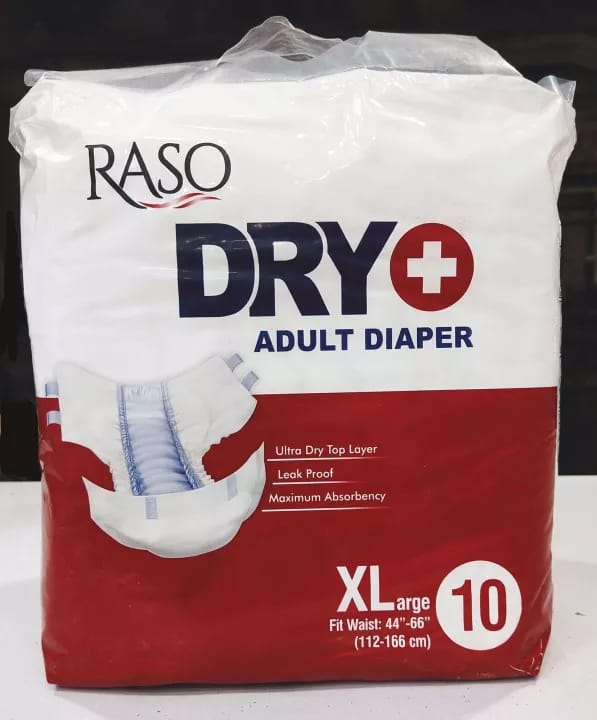 RASO
DRY+
ADULT DIAPER
Ultra Dry Top Layer
Leak Proof
Maximum Absorbency
XLarge
Fit Waist: 44"-66"
(112-166 cm)
10